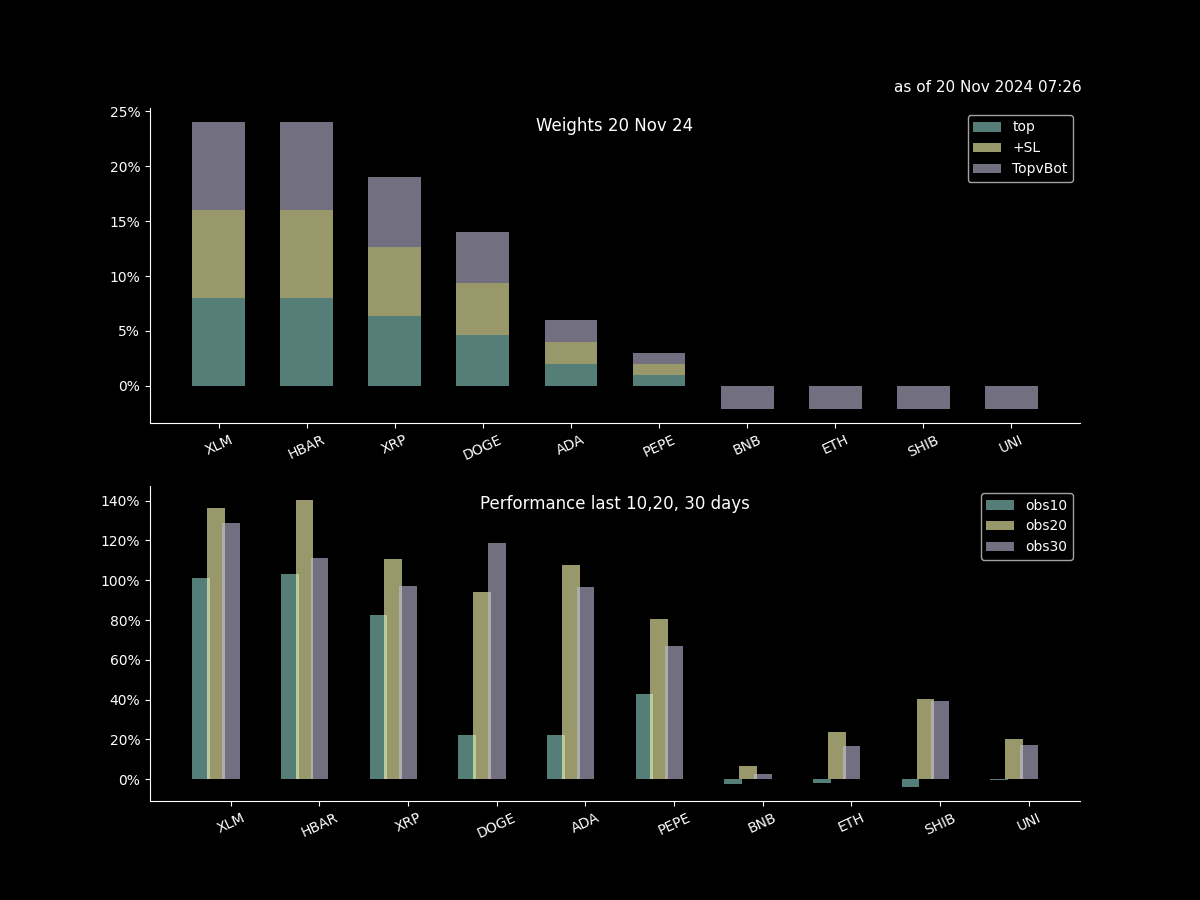 as of 20 Nov 2024 07:26
Weights 20 Nov 24
top
+SL
TopvBot
25%
20%
15%
10%
5%
0%
XLM HBAR XRP DOGE ADA PEPE BNB ETH SHIB UNI
Performance last 10,20, 30 days
obs10
obs20
obs30
140%
120%
100%
80%
60%
40%
20%
0%
XLM HBAR XRP DOGE ADA PEPE BNB ETH SHIB UNI